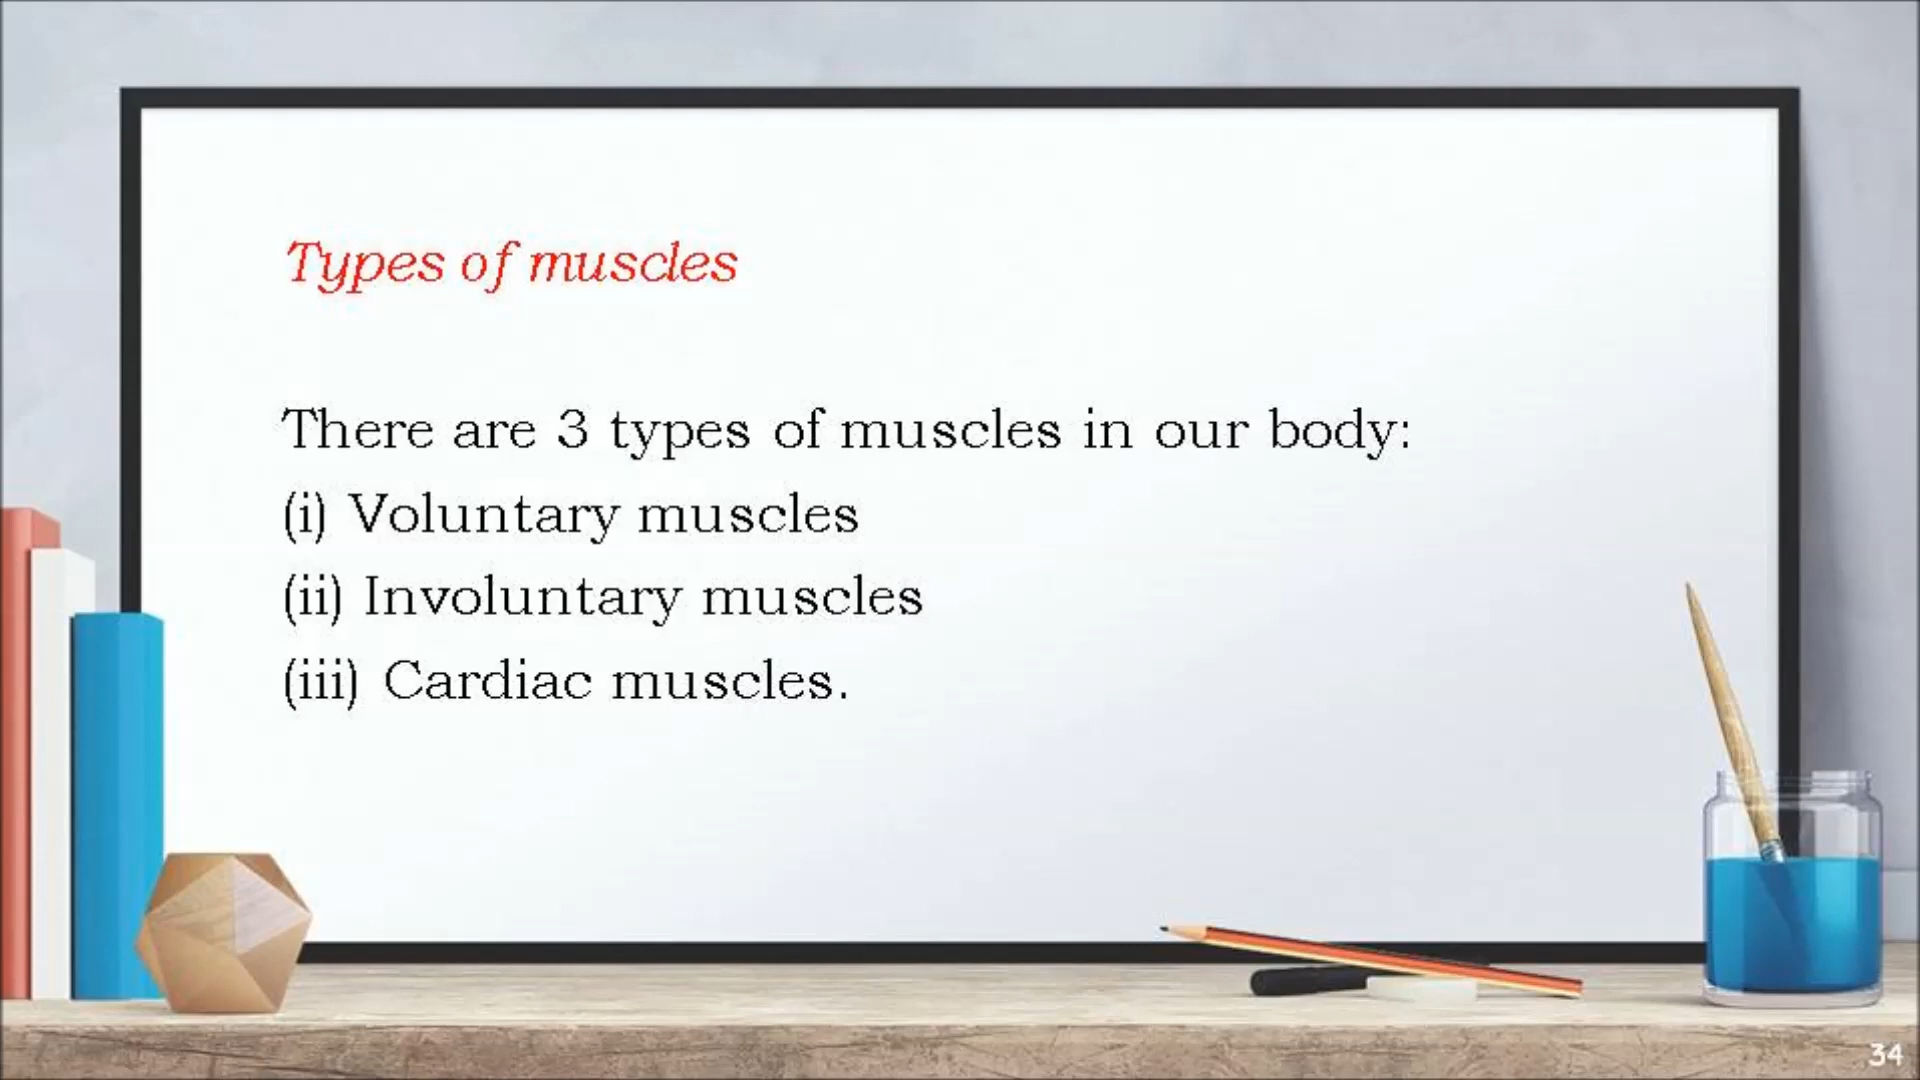 Types of muscles
There are 3 types of muscles in our body:
(i) Voluntary muscles
(ii) Involuntary muscles
(iii) Cardiac muscles.
34